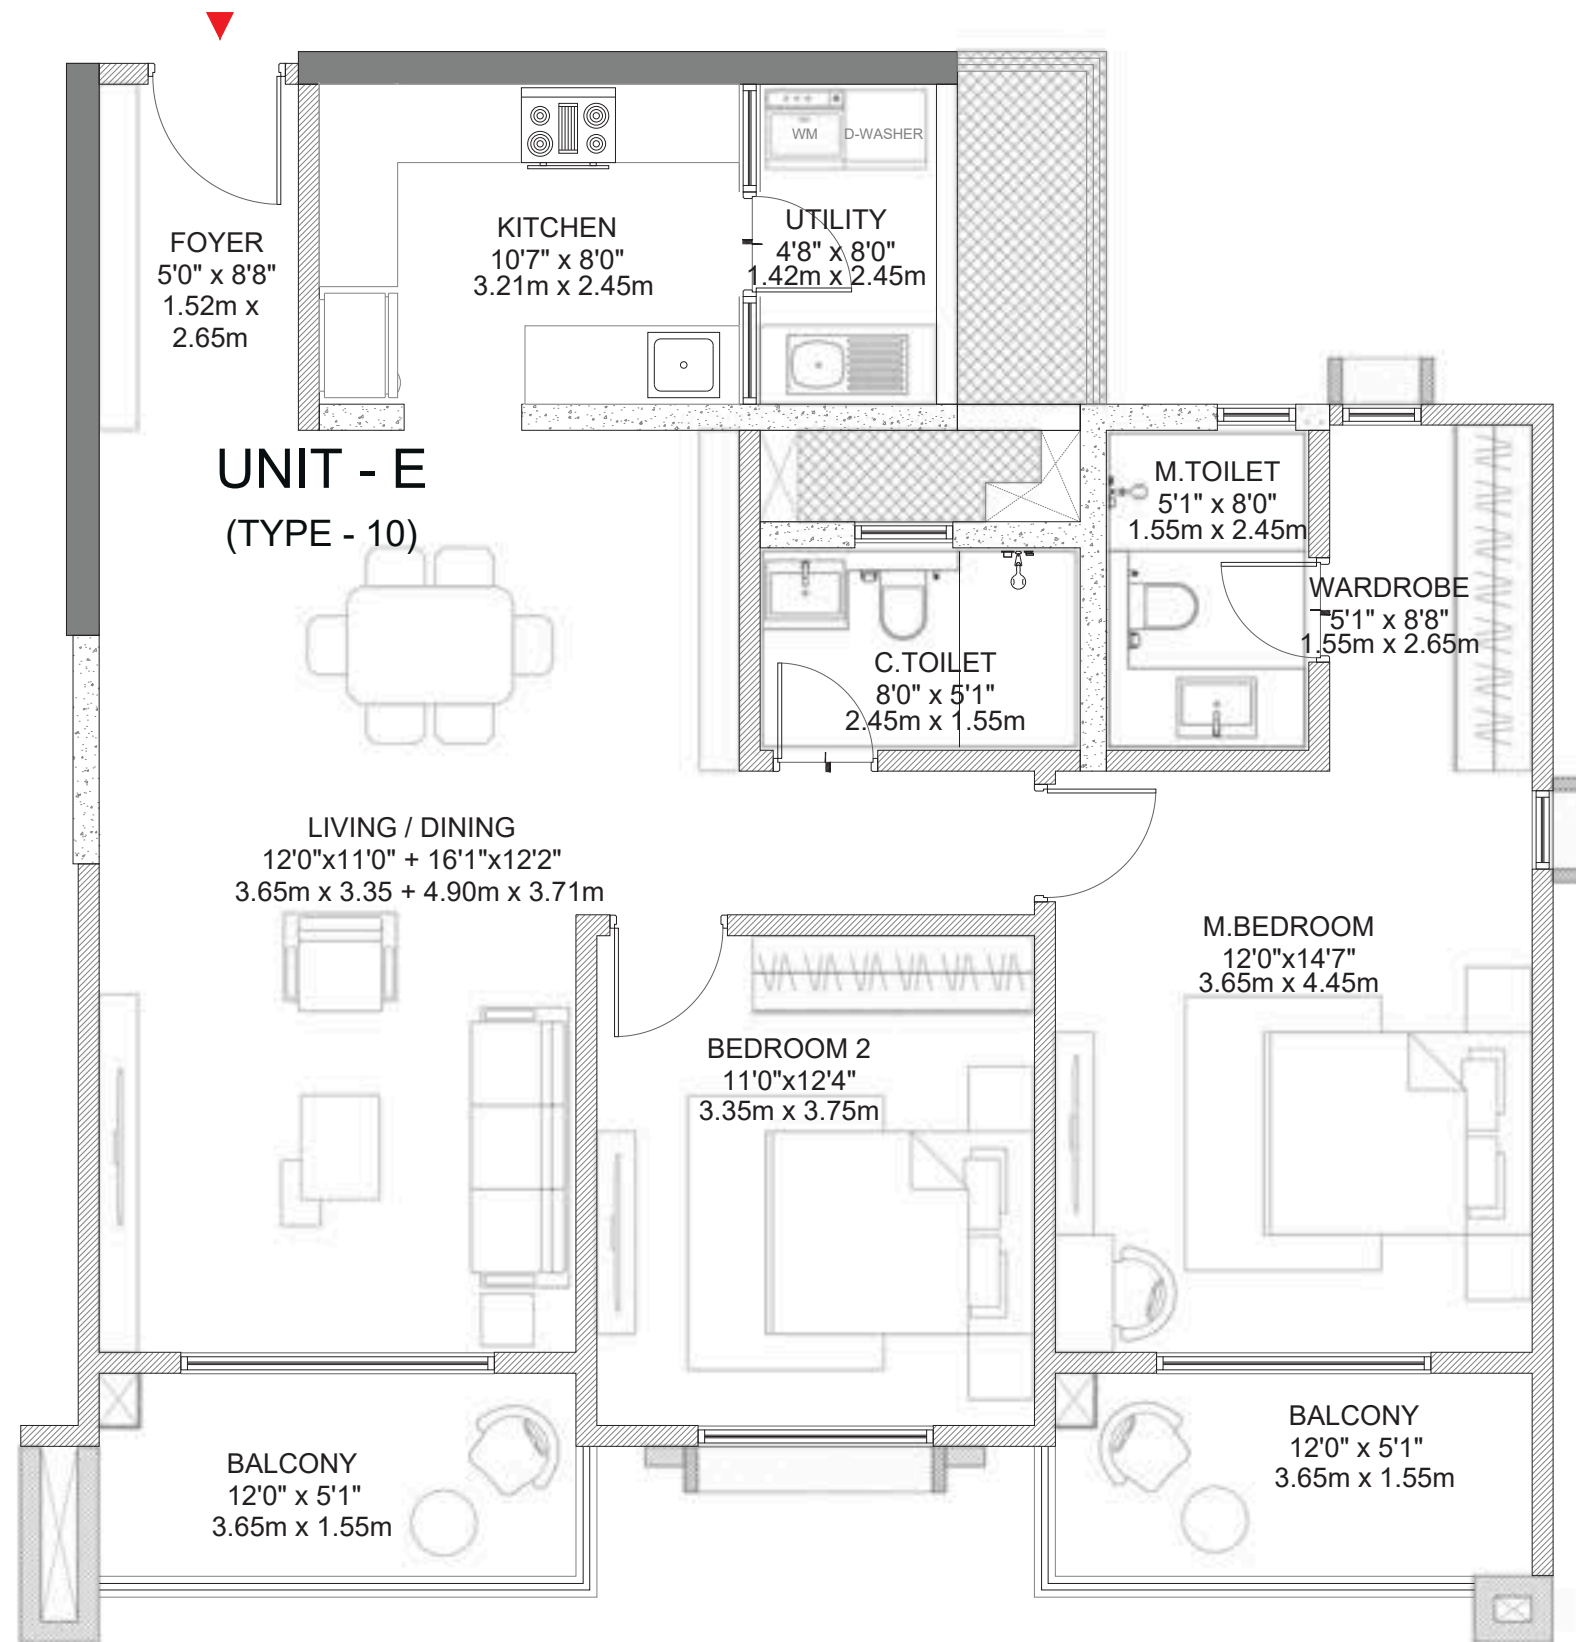 WM
D-WASHER
FOYER
5'0" x 8'8"
1.52m x
2.65m
KITCHEN
10'7" x 8'0"
3.21m x 2.45m
UTILITY
4'8" x 8'0"
1.42m x 2.45m
UNIT - E
(TYPE - 10)
M.TOILET
5'1" x 8'0"
1.55m x 2.45m
WARDROBE
5'1" x 8'8"
1.55m x 2.65m
C.TOILET
8'0" x 5'1"
2.45m x 1.55m
LIVING / DINING
12'0"x11'0" + 16'1"x12'2"
3.65m x 3.35 + 4.90m x 3.71m
M.BEDROOM
12'0"x14'7"
3.65m x 4.45m
BEDROOM 2
11'0"x12'4"
3.35m x 3.75m
BALCONY
12'0" x 5'1"
3.65m x 1.55m
BALCONY
12'0" x 5'1"
3.65m x 1.55m